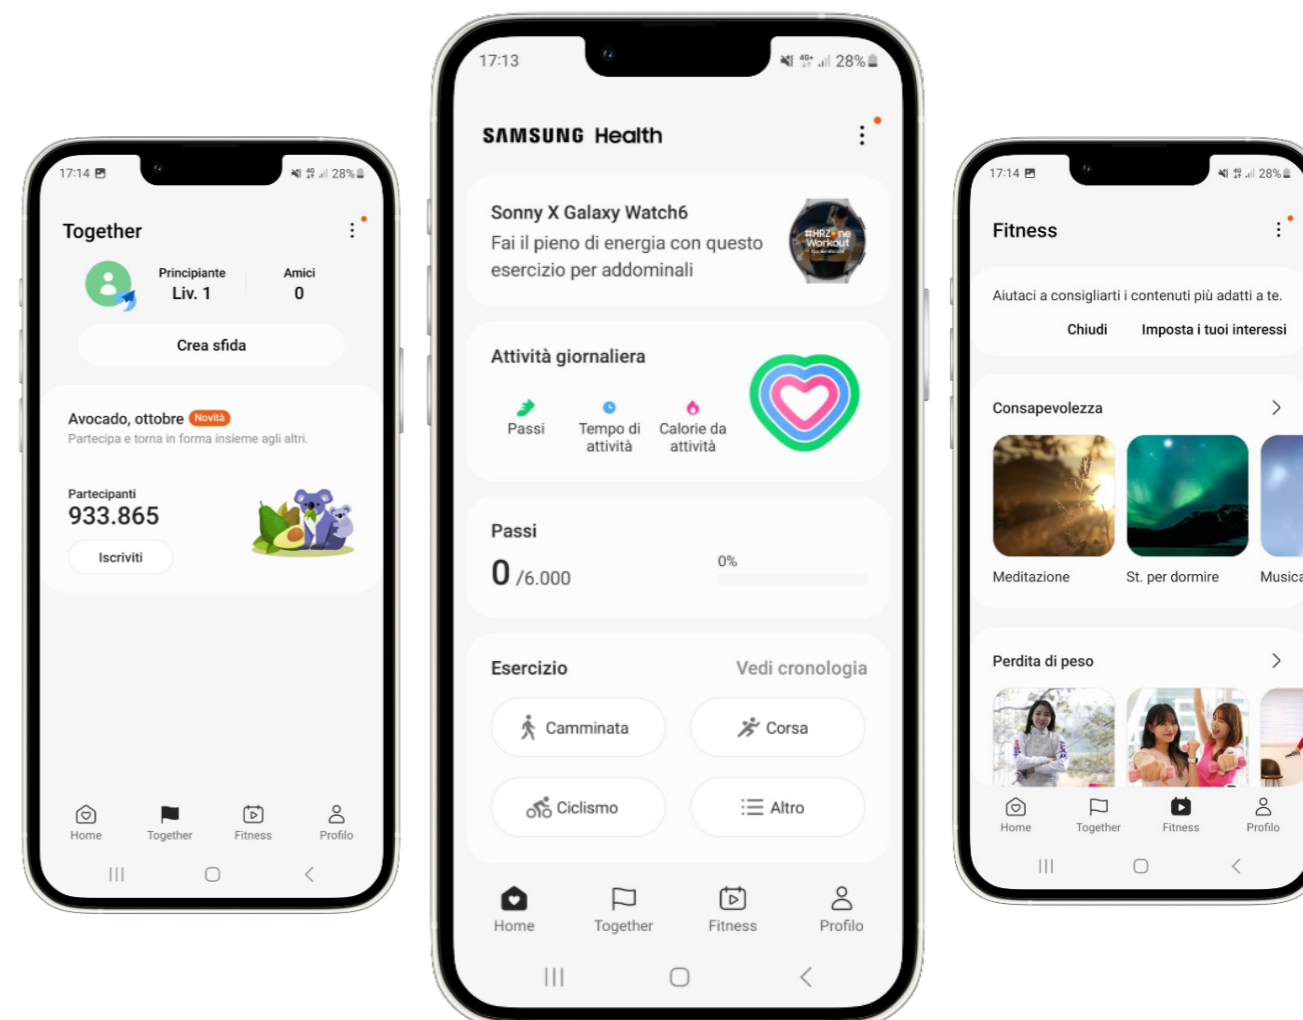 17:14
28%
Together
Principiante
Liv. 1
Amici
0
Crea sfida
Avocado, ottobre Novità
Partecipa e torna in forma insieme agli altri.
Partecipanti
933.865
Iscriviti
Home Together Fitness Profilo
17:13
4G+ 28%
SAMSUNG Health
Sonny X Galaxy Watch6
Fai il pieno di energia con questo
esercizio per addominali
#HRZone
Workout
Attività giornaliera
Passi
Tempo di
attività
Calorie da
attività
Passi
0 /6.000
0%
Esercizio Vedi cronologia
Camminata Corsa
Ciclismo Altro
Home Together Fitness Profilo
17:14
28%
Fitness
Aiutaci a consigliarti i contenuti più adatti a te.
Chiudi Imposta i tuoi interessi
Consapevolezza
Meditazione St. per dormire Musica
Perdita di peso
Home Together Fitness Profilo